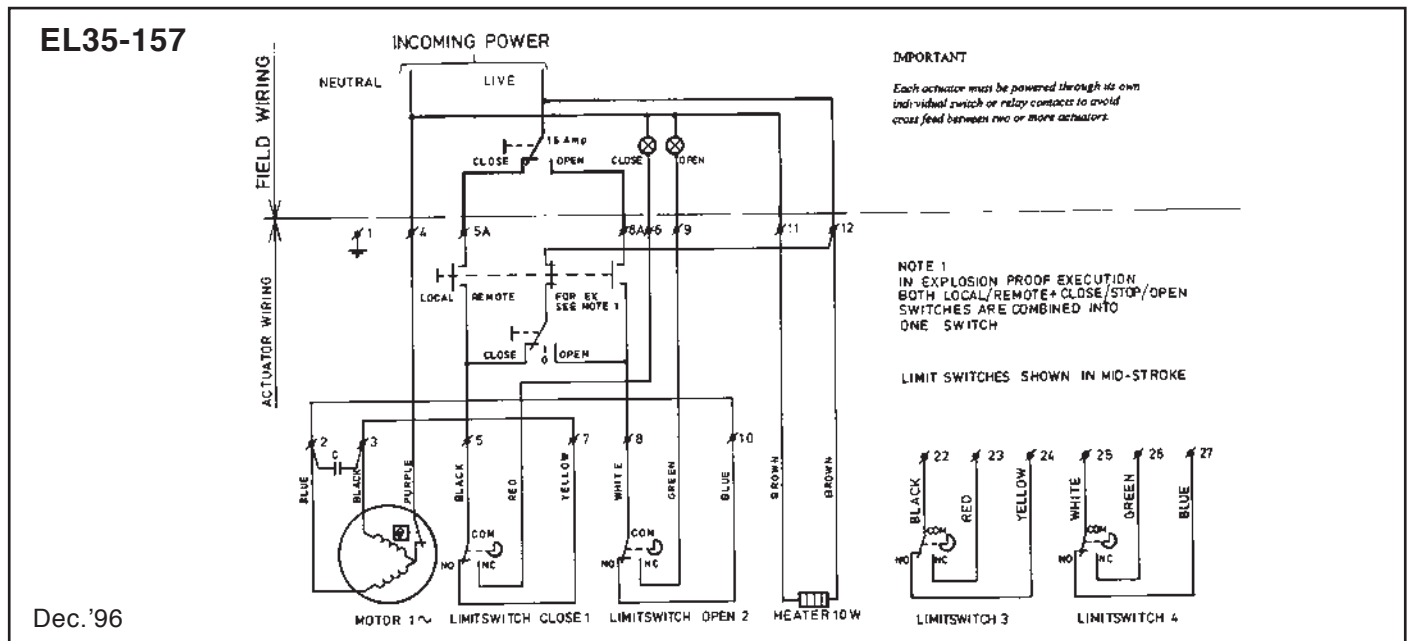 EL35-157
INCOMING POWER
NEUTRAL
LIVE
FIELD WIRING
ACTUATOR WIRING
IMPORTANT
Each actuator must be powered through its own
individual switch or relay contacts to avoid
cross feed between two or more actuators.
15 Amp
CLOSE
0
OPEN
CLOSE
OPEN
1
4
5A
8A
6
9
11
12
LOCAL
REMOTE
FOR EX
SEE NOTE 1
CLOSE
0
OPEN
NOTE 1
IN EXPLOSION PROOF EXECUTION
BOTH LOCAL/REMOTE+CLOSE/STOP/OPEN
SWITCHES ARE COMBINED INTO
ONE SWITCH
LIMIT SWITCHES SHOWN IN MID-STROKE
2
C
3
5
7
8
10
22
23
24
25
26
27
BLUE
BLACK
PURPLE
BLACK
RED
YELLOW
WHITE
GREEN
BLUE
BROWN
BROWN
BLACK
RED
YELLOW
WHITE
GREEN
BLUE
COM
NO
NC
COM
NO
NC
COM
NO
NC
COM
NO
NC
MOTOR 1~
LIMITSWITCH CLOSE 1
LIMITSWITCH OPEN 2
HEATER 10W
LIMITSWITCH 3
LIMITSWITCH 4
Dec.'96